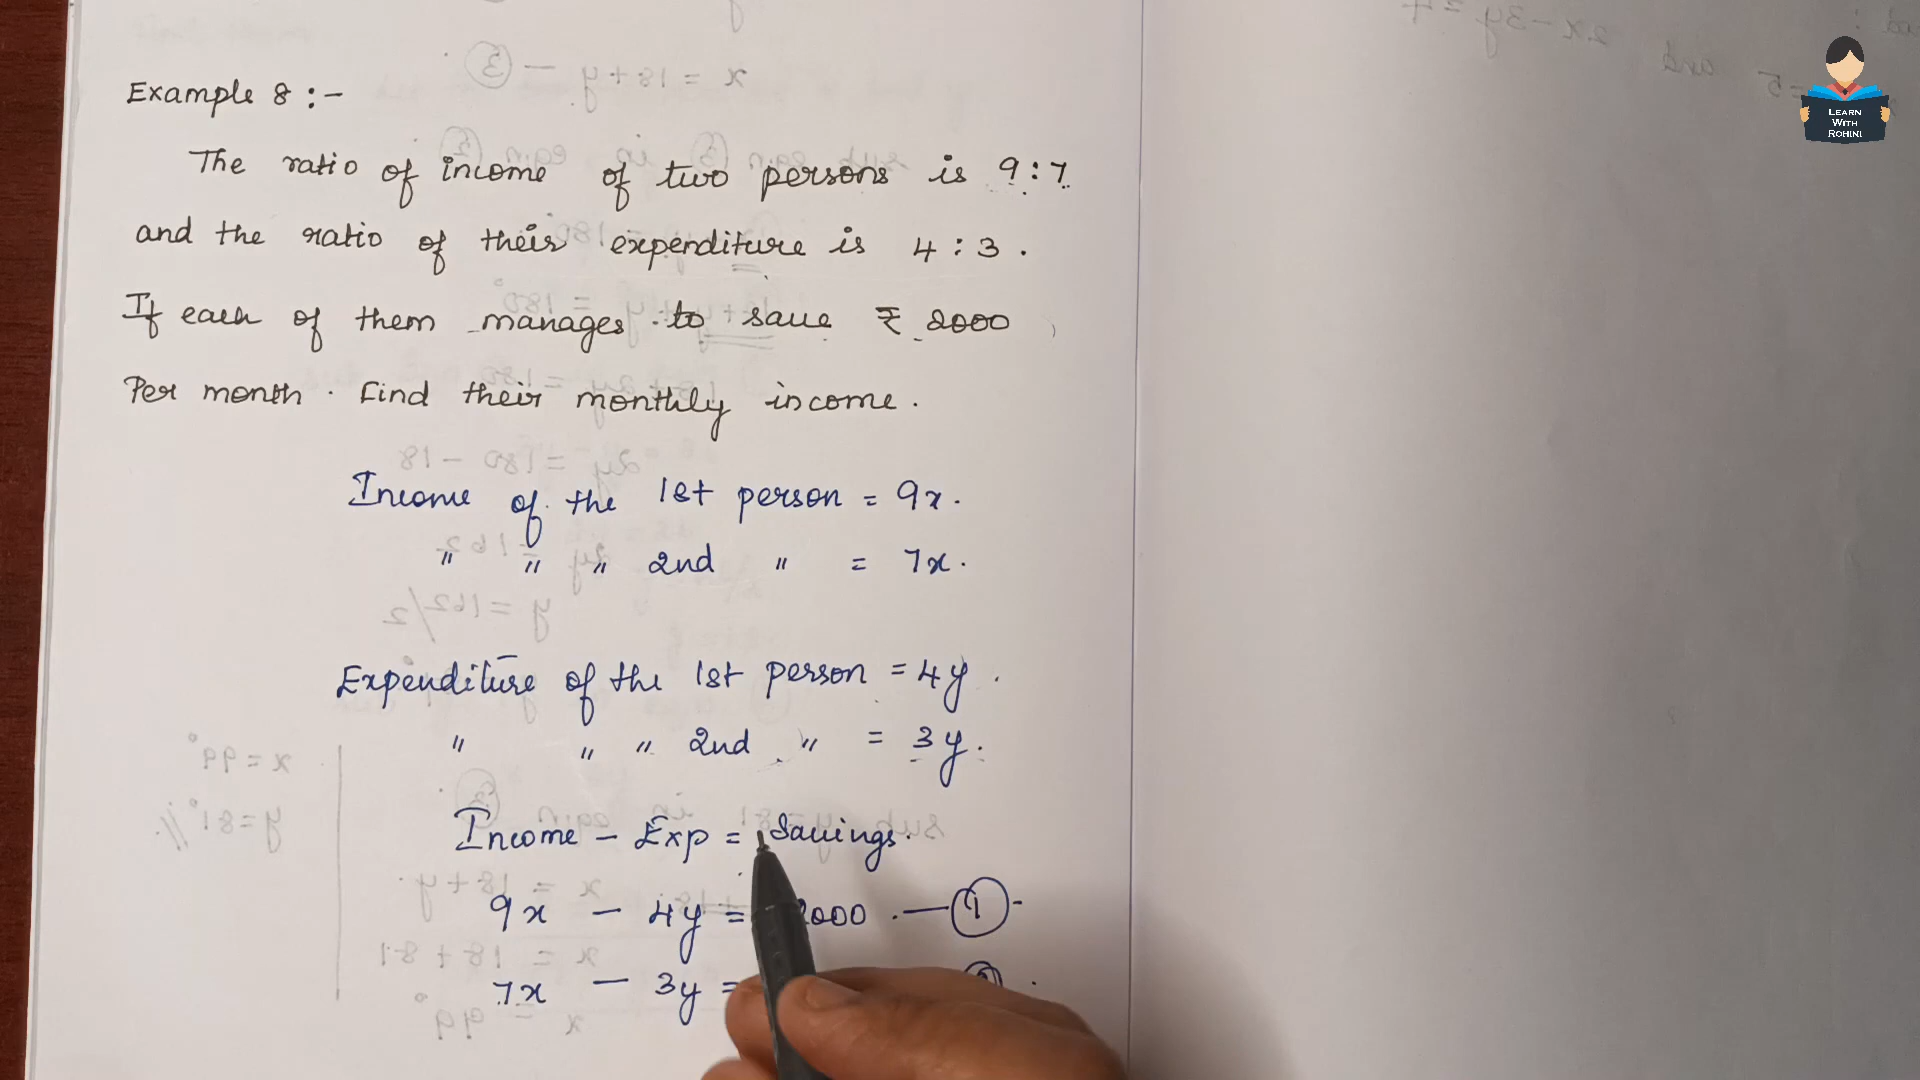 Example 8 :-
The ratio of income of two persons is 9:7
and the ratio of their expenditure is 4 : 3 .
If each of them manages to save ₹ 2000
Per month . Find their monthly income .
Income of the 1st person = 9x .
" " " 2nd " = 7x .
Expenditure of the 1st person = 4y .
" " " 2nd " = 3y .
Income - Exp = Savings .
9x - 4y = 2000 . — ①
7x - 3y =
LEARN
WITH
ROHINI